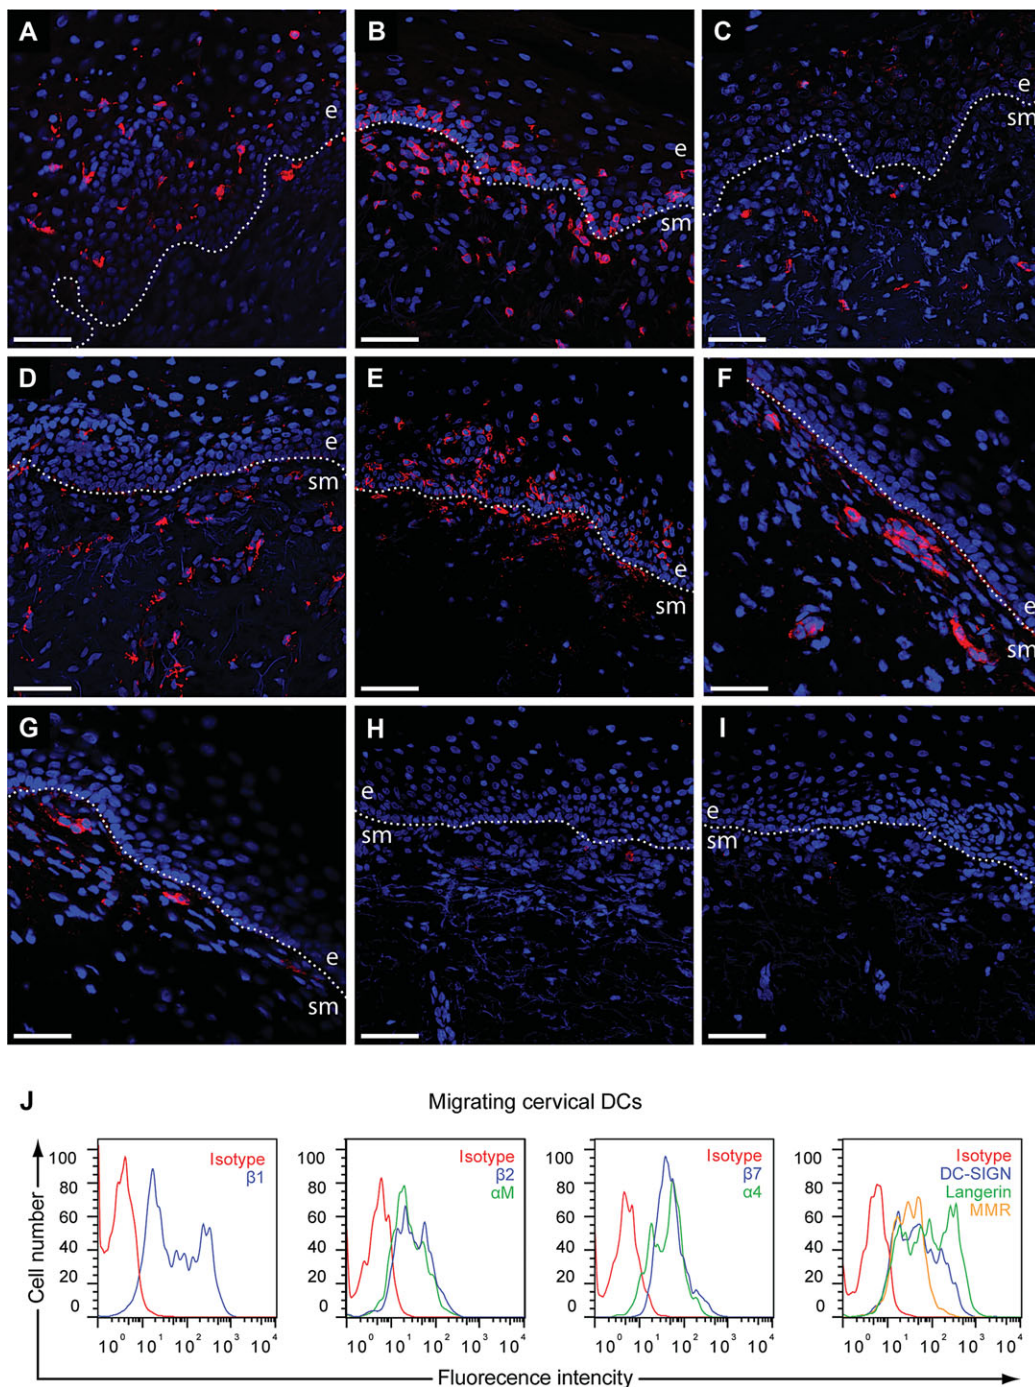 A
B
C
e
e
sm
e
sm
D
E
F
e
sm
e
sm
e
sm
G
H
I
e
sm
e
sm
e
sm
J
Migrating cervical DCs
Cell number
100
80
60
40
20
0
Isotype
β1
10⁰ 10¹ 10² 10³ 10⁴
100
80
60
40
20
0
Isotype
β2
αM
10⁰ 10¹ 10² 10³ 10⁴
100
80
60
40
20
0
Isotype
β7
α4
10⁰ 10¹ 10² 10³ 10⁴
100
80
60
40
20
0
Isotype
DC-SIGN
Langerin
MMR
10⁰ 10¹ 10² 10³ 10⁴
Fluorecence intencity